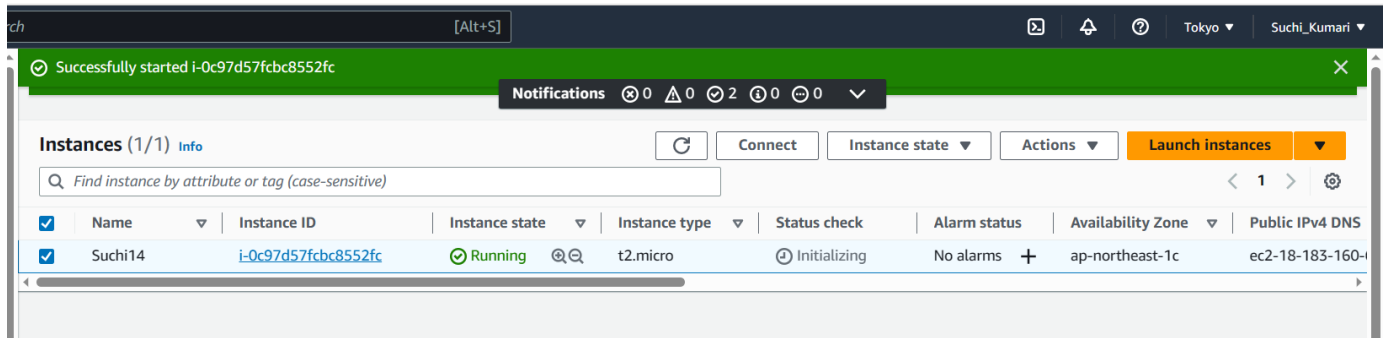 [Alt+S] Tokyo ▼ Suchi_Kumari ▼
Successfully started i-0c97d57fcbc8552fc
Notifications 0 0 2 0 0
Instances (1/1) Info Connect Instance state ▼ Actions ▼ Launch instances ▼
Find instance by attribute or tag (case-sensitive) < 1 >
Name Instance ID Instance state Instance type Status check Alarm status Availability Zone Public IPv4 DNS
Suchi14 i-0c97d57fcbc8552fc Running t2.micro Initializing No alarms + ap-northeast-1c ec2-18-183-160-